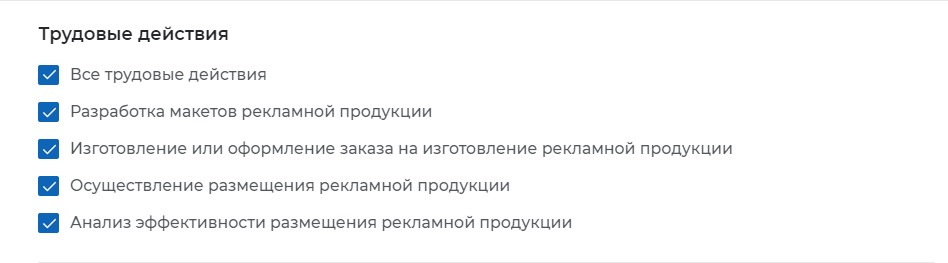 Трудовые действия
Все трудовые действия
Разработка макетов рекламной продукции
Изготовление или оформление заказа на изготовление рекламной продукции
Осуществление размещения рекламной продукции
Анализ эффективности размещения рекламной продукции